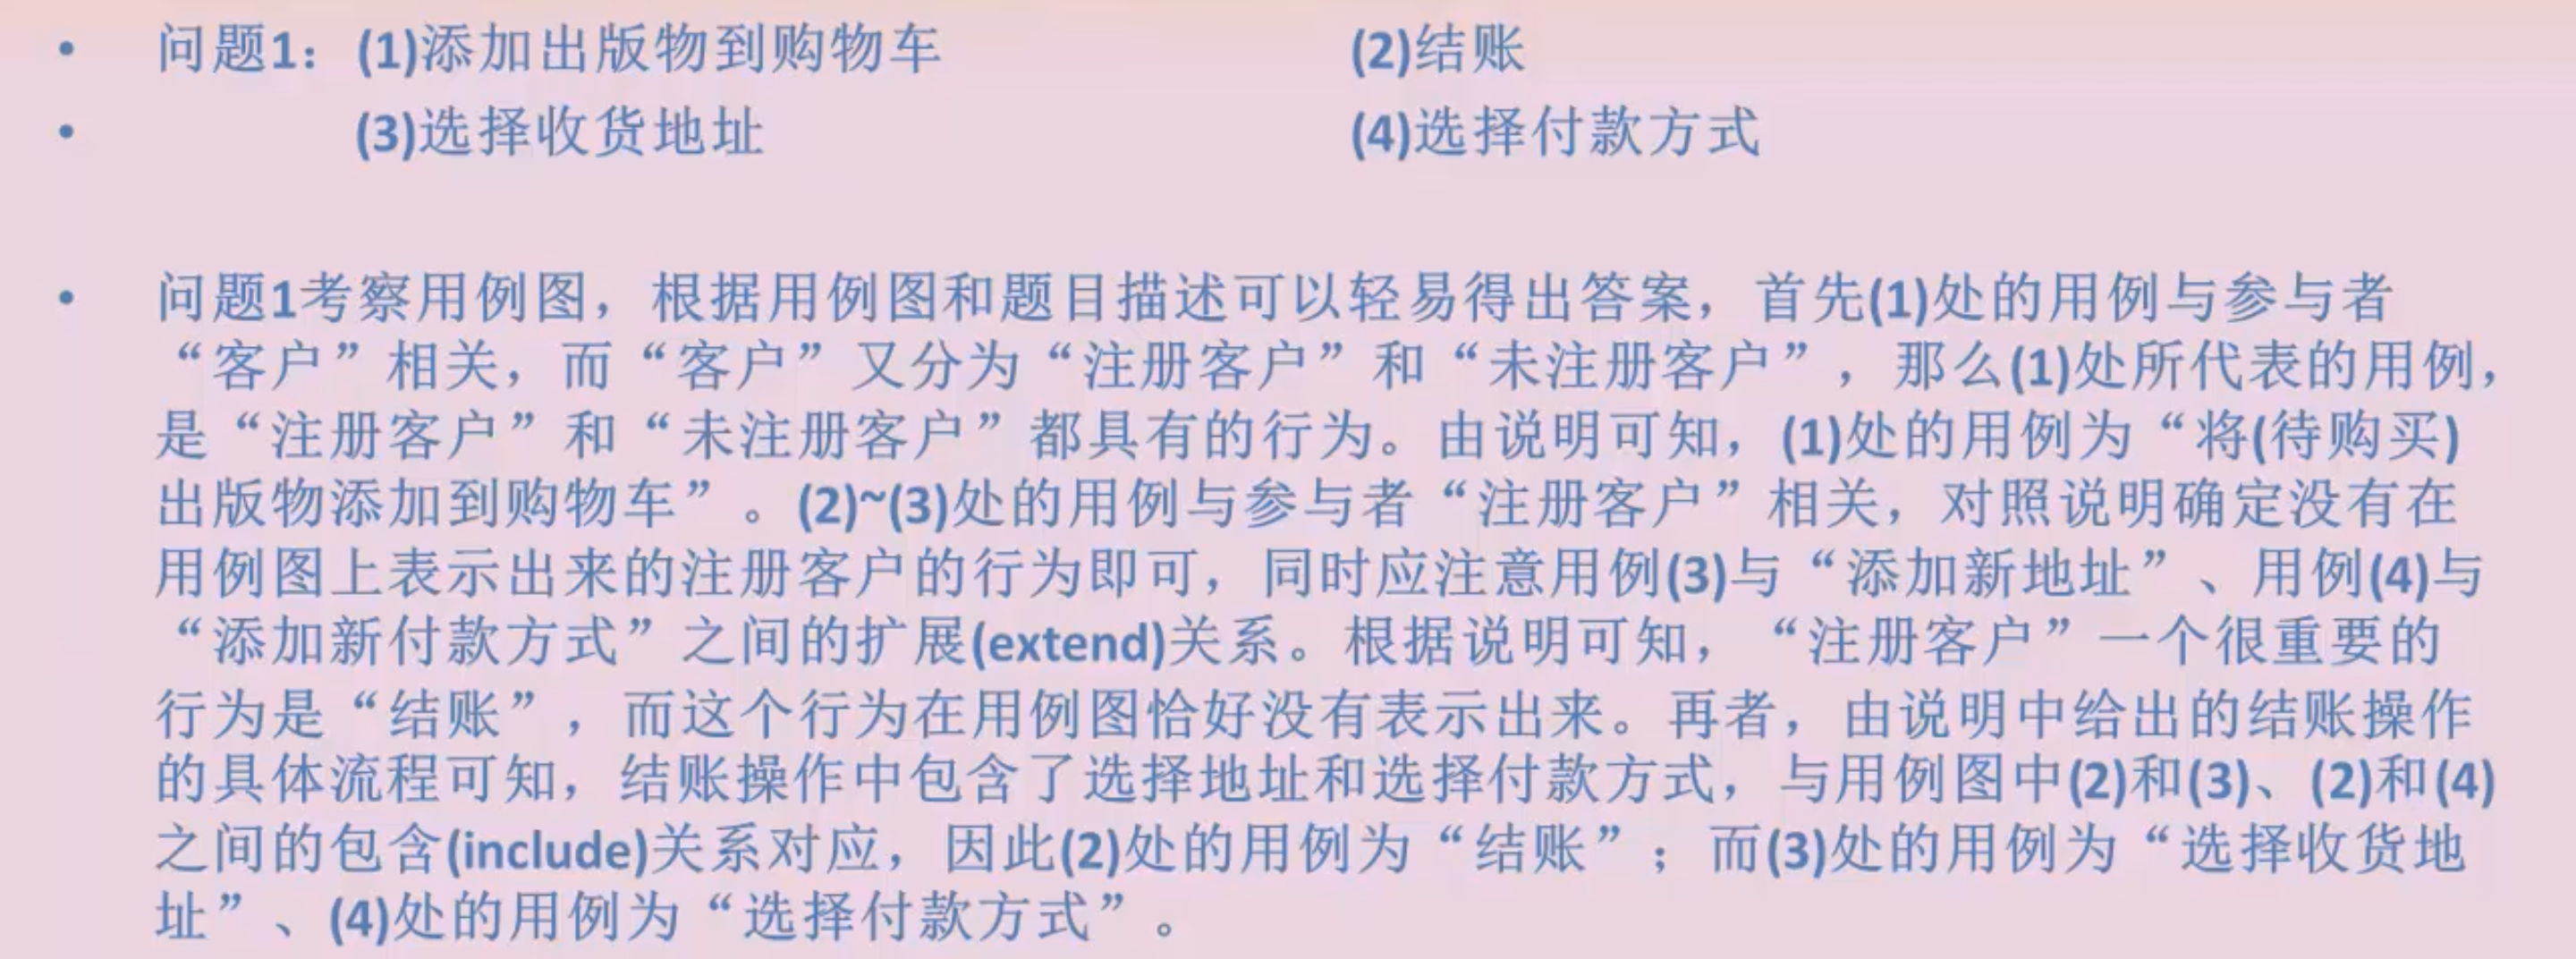 • 问题1：(1)添加出版物到购物车 (2)结账
• (3)选择收货地址 (4)选择付款方式
• 问题1考察用例图，根据用例图和题目描述可以轻易得出答案，首先(1)处的用例与参与者
“客户”相关，而“客户”又分为“注册客户”和“未注册客户”，那么(1)处所代表的用例，
是“注册客户”和“未注册客户”都具有的行为。由说明可知，(1)处的用例为“将(待购买)
出版物添加到购物车”。(2)~(3)处的用例与参与者“注册客户”相关，对照说明确定没有在
用例图上表示出来的注册客户的行为即可，同时应注意用例(3)与“添加新地址”、用例(4)与
“添加新付款方式”之间的扩展(extend)关系。根据说明可知，“注册客户”一个很重要的
行为是“结账”，而这个行为在用例图恰好没有表示出来。再者，由说明中给出的结账操作
的具体流程可知，结账操作中包含了选择地址和选择付款方式，与用例图中(2)和(3)、(2)和(4)
之间的包含(include)关系对应，因此(2)处的用例为“结账”；而(3)处的用例为“选择收货地
址”、(4)处的用例为“选择付款方式”。